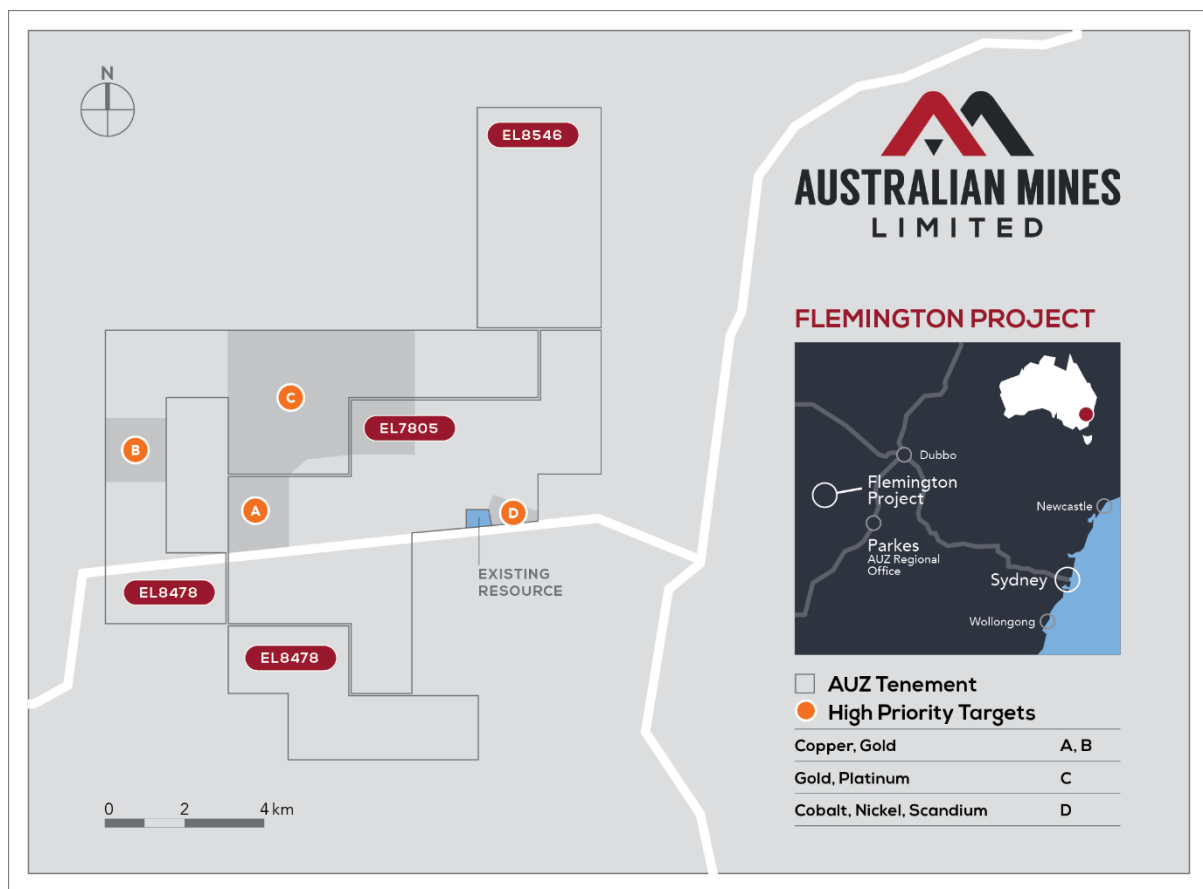 N
EL8546
C
EL7805
B
A
D
EXISTING
RESOURCE
EL8478
EL8478
0 2 4 km
AUSTRALIAN MINES
LIMITED
FLEMINGTON PROJECT
Dubbo
Flemington
Project
Newcastle
Parkes
AUZ Regional
Office
Sydney
Wollongong
AUZ Tenement
High Priority Targets
Copper, Gold A, B
Gold, Platinum C
Cobalt, Nickel, Scandium D